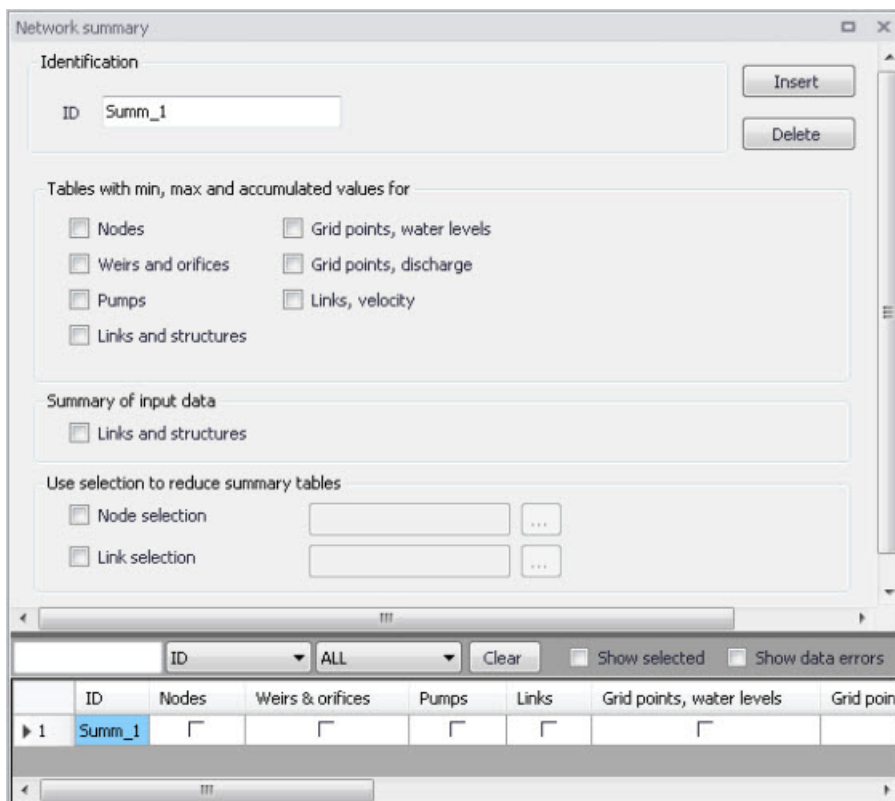 Network summary
Identification
ID Summ_1
Insert
Delete
Tables with min, max and accumulated values for
Nodes Grid points, water levels
Weirs and orifices Grid points, discharge
Pumps Links, velocity
Links and structures
Summary of input data
Links and structures
Use selection to reduce summary tables
Node selection ...
Link selection ...
ID ALL Clear Show selected Show data errors
ID Nodes Weirs & orifices Pumps Links Grid points, water levels Grid poin
1 Summ_1